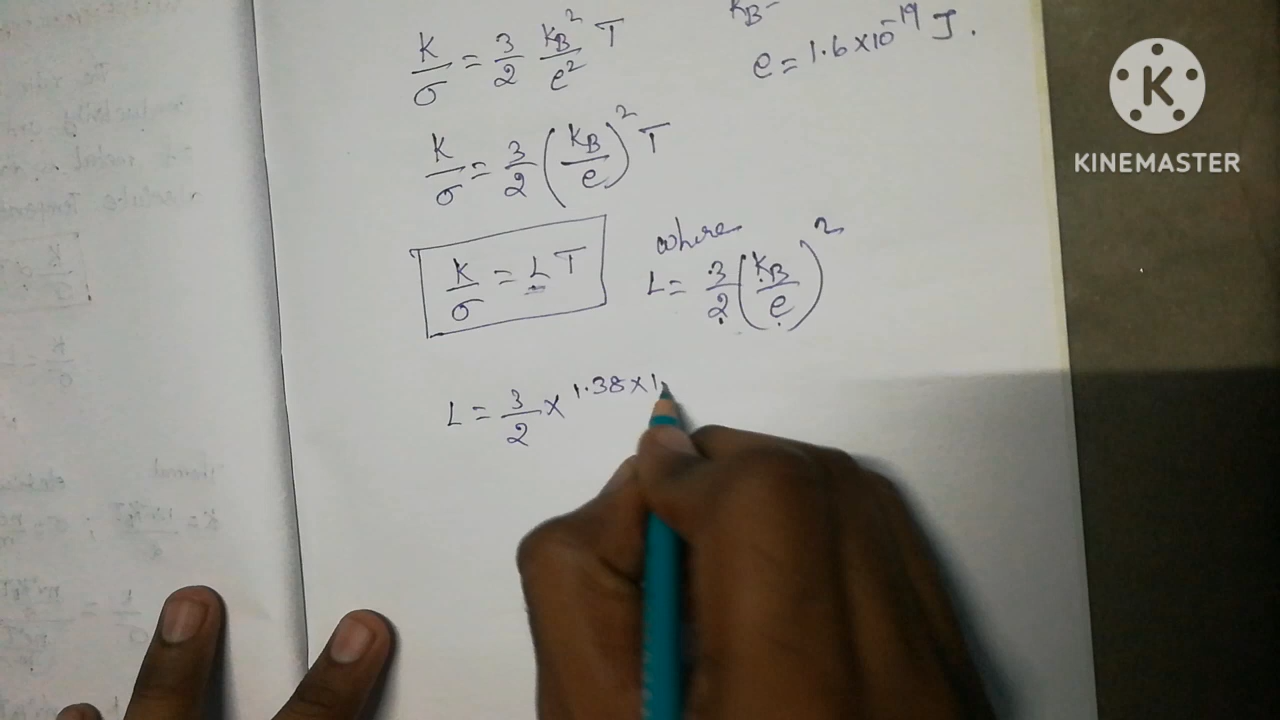 K/σ = 3/2 k_B²/e² T
k_B =
e = 1.6 × 10⁻¹⁹ J.
K/σ = 3/2 (k_B/e)² T
K/σ = L T
where
L = 3/2 (k_B/e)²
L = 3/2 × 1.38 × 1
KINEMASTER